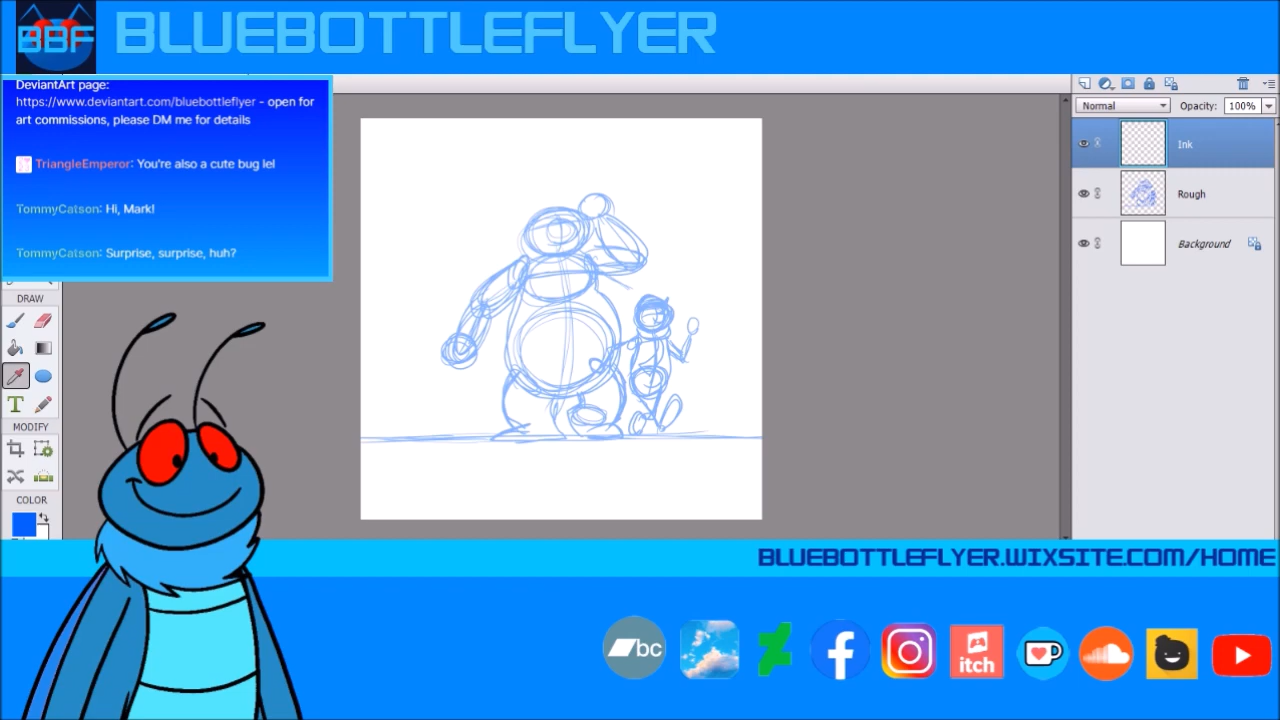 BBF
BLUEBOTTLEFLYER
DeviantArt page:
https://www.deviantart.com/bluebottleflyer - open for
art commissions, please DM me for details
TriangleEmperor: You're also a cute bug lel
TommyCatson: Hi, Mark!
TommyCatson: Surprise, surprise, huh?
Normal
Opacity: 100%
Ink
Rough
Background
DRAW
T
MODIFY
COLOR
BLUEBOTTLEFLYER.WIXSITE.COM/HOME
bc
itch